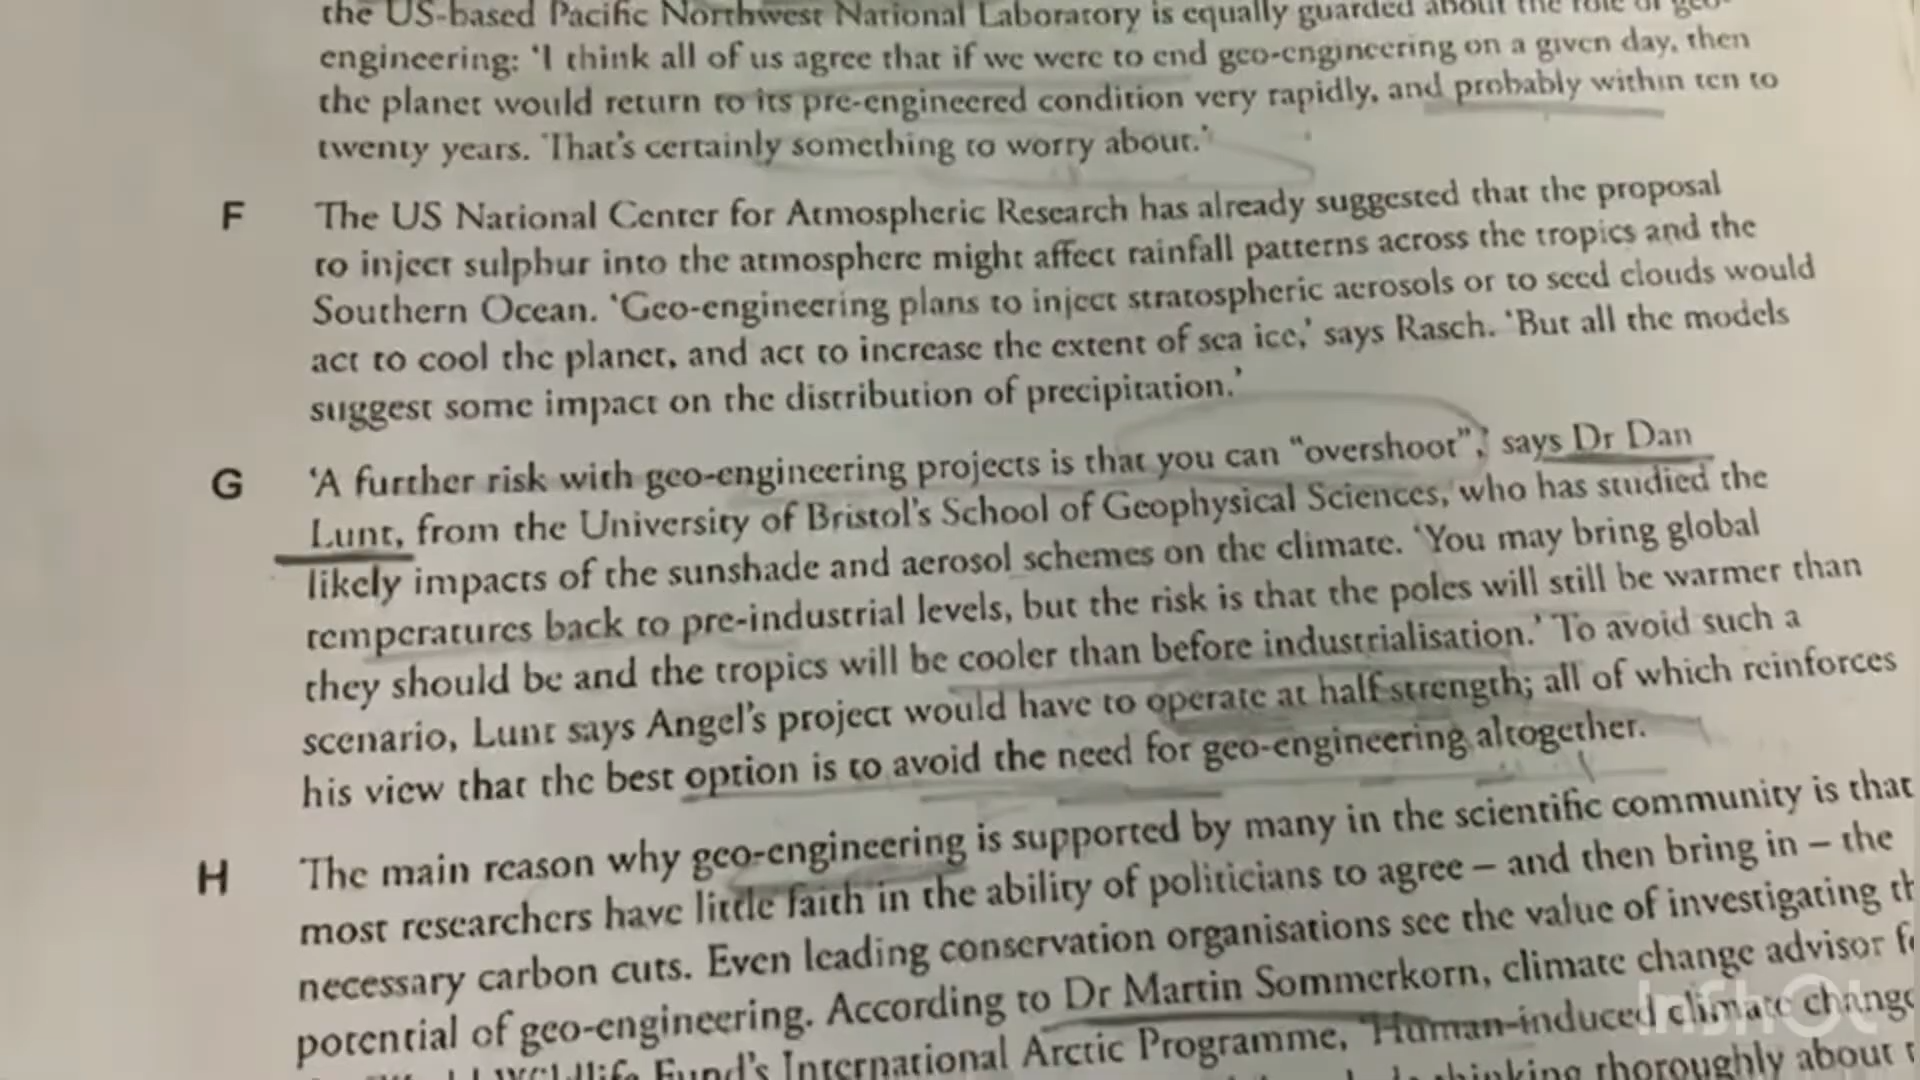 the US-based Pacific Northwest National Laboratory is equally guarded about the role of geo-
engineering: 'I think all of us agree that if we were to end geo-engineering on a given day, then
the planet would return to its pre-engineered condition very rapidly, and probably within ten to
twenty years. 'That's certainly something to worry about.'
F The US National Center for Atmospheric Research has already suggested that the proposal
to inject sulphur into the atmosphere might affect rainfall patterns across the tropics and the
Southern Ocean. 'Geo-engineering plans to inject stratospheric aerosols or to seed clouds would
act to cool the planet, and act to increase the extent of sea ice,' says Rasch. 'But all the models
suggest some impact on the distribution of precipitation.'
G 'A further risk with geo-engineering projects is that you can "overshoot",' says Dr Dan
Lunt, from the University of Bristol's School of Geophysical Sciences, who has studied the
likely impacts of the sunshade and aerosol schemes on the climate. 'You may bring global
temperatures back to pre-industrial levels, but the risk is that the poles will still be warmer than
they should be and the tropics will be cooler than before industrialisation.' To avoid such a
scenario, Lunt says Angel's project would have to operate at half strength; all of which reinforces
his view that the best option is to avoid the need for geo-engineering altogether.
H The main reason why geo-engineering is supported by many in the scientific community is that
most researchers have little faith in the ability of politicians to agree – and then bring in – the
necessary carbon cuts. Even leading conservation organisations see the value of investigating
potential of geo-engineering. According to Dr Martin Sommerkorn, climate change advisor
Fund's International Arctic Programme, 'Human-induced climate change
thinking thoroughly about
InShOt